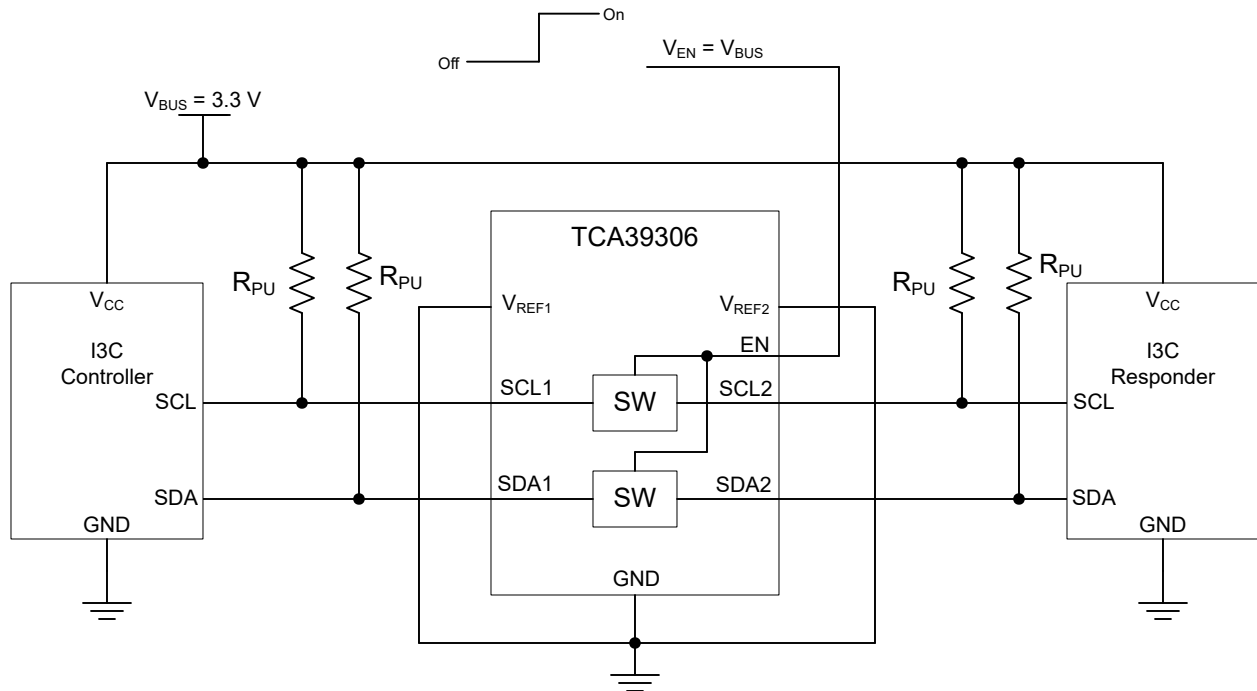 On
Off
V_EN = V_BUS
V_BUS = 3.3 V
TCA39306
R_PU
R_PU
R_PU
R_PU
V_CC
I3C
Controller
SCL
SDA
GND
V_REF1
V_REF2
EN
SCL1
SW
SCL2
SDA1
SW
SDA2
GND
V_CC
I3C
Responder
SCL
SDA
GND